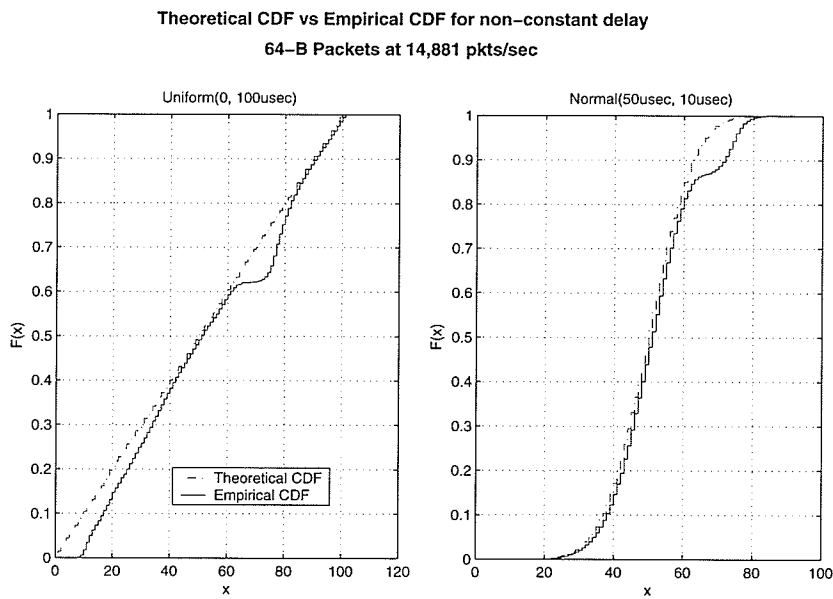 Theoretical CDF vs Empirical CDF for non−constant delay
64−B Packets at 14,881 pkts/sec
Uniform(0, 100usec)
1
0.9
0.8
0.7
0.6
0.5
0.4
0.3
0.2
0.1
0
F(x)
Theoretical CDF
Empirical CDF
0 20 40 60 80 100 120
x
Normal(50usec, 10usec)
1
0.9
0.8
0.7
0.6
0.5
0.4
0.3
0.2
0.1
0
F(x)
0 20 40 60 80 100
x